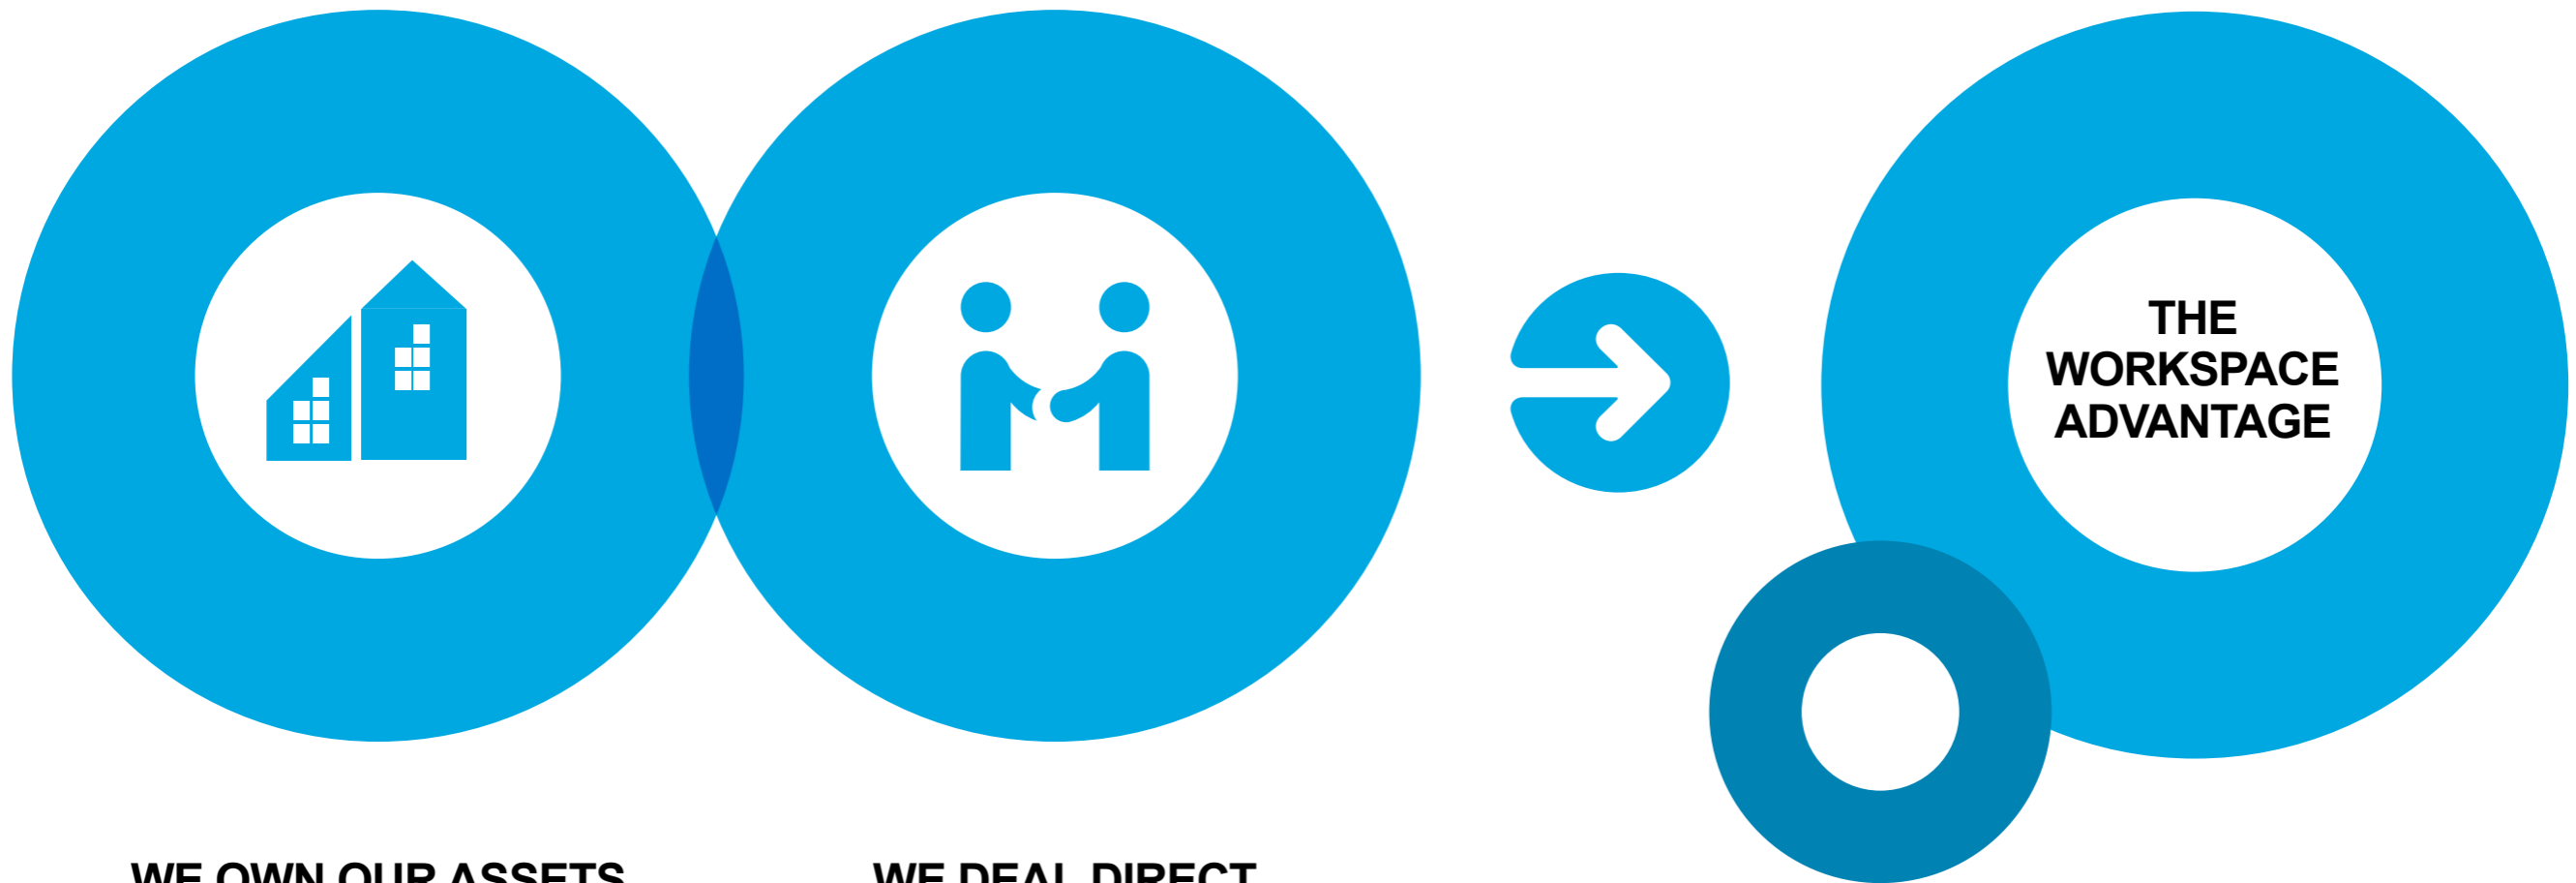 THE
WORKSPACE
ADVANTAGE
WE OWN OUR ASSETS
WE DEAL DIRECT